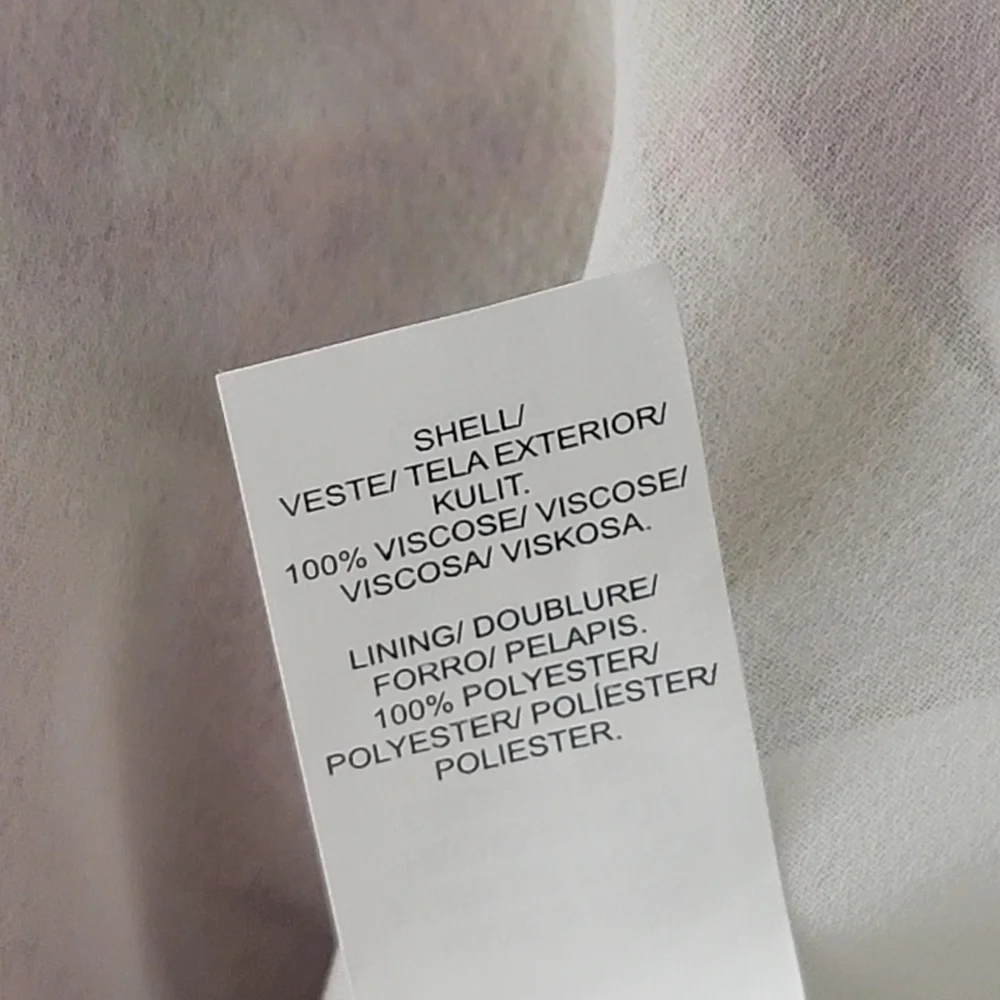 SHELL/
VESTE/ TELA EXTERIOR/
KULIT.
100% VISCOSE/ VISCOSE/
VISCOSA/ VISKOSA.
LINING/ DOUBLURE/
FORRO/ PELAPIS.
100% POLYESTER/
POLYESTER/ POLÍESTER/
POLIESTER.